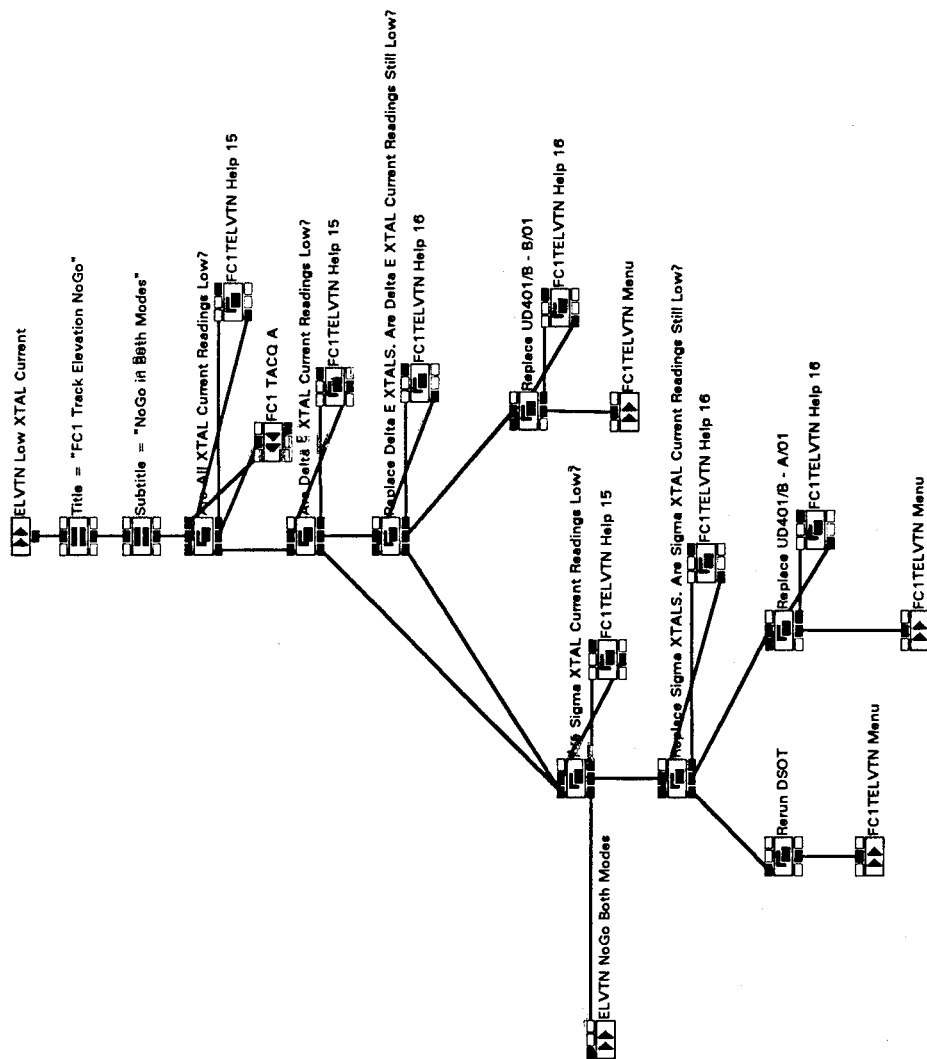 ELVTN Low XTAL Current
Title = "FC1 Track Elevation NoGo"
Subtitle = "NoGo in Both Modes"
Are All XTAL Current Readings Low?
FC1TELVTN Help 15
FC1 TACQ A
Are Delta E XTAL Current Readings Low?
FC1TELVTN Help 15
Replace Delta E XTALS. Are Delta E XTAL Current Readings Still Low?
FC1TELVTN Help 16
Replace UD401/B - B/01
FC1TELVTN Help 16
FC1TELVTN Menu
Are Sigma XTAL Current Readings Low?
FC1TELVTN Help 15
ELVTN NoGo Both Modes
Replace Sigma XTALS. Are Sigma XTAL Current Readings Still Low?
FC1TELVTN Help 16
Replace UD401/B - A/01
FC1TELVTN Help 16
FC1TELVTN Menu
Rerun DSOT
FC1TELVTN Menu